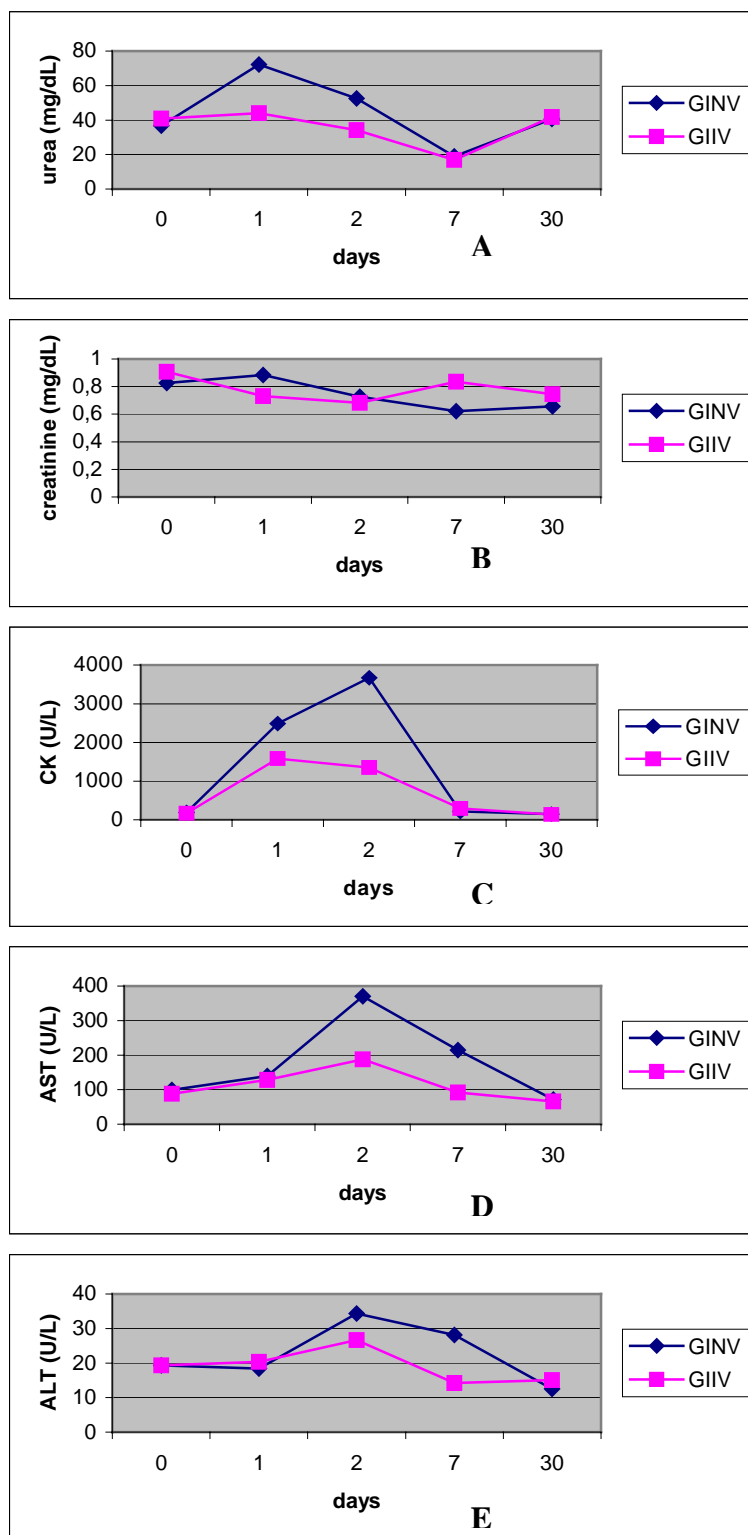 urea (mg/dL)
80
60
40
20
0
0 1 2 7 30
days
A
GINV
GIIV
creatinine (mg/dL)
1
0,8
0,6
0,4
0,2
0
0 1 2 7 30
days
B
GINV
GIIV
CK (U/L)
4000
3000
2000
1000
0
0 1 2 7 30
days
C
GINV
GIIV
AST (U/L)
400
300
200
100
0
0 1 2 7 30
days
D
GINV
GIIV
ALT (U/L)
40
30
20
10
0
0 1 2 7 30
days
E
GINV
GIIV